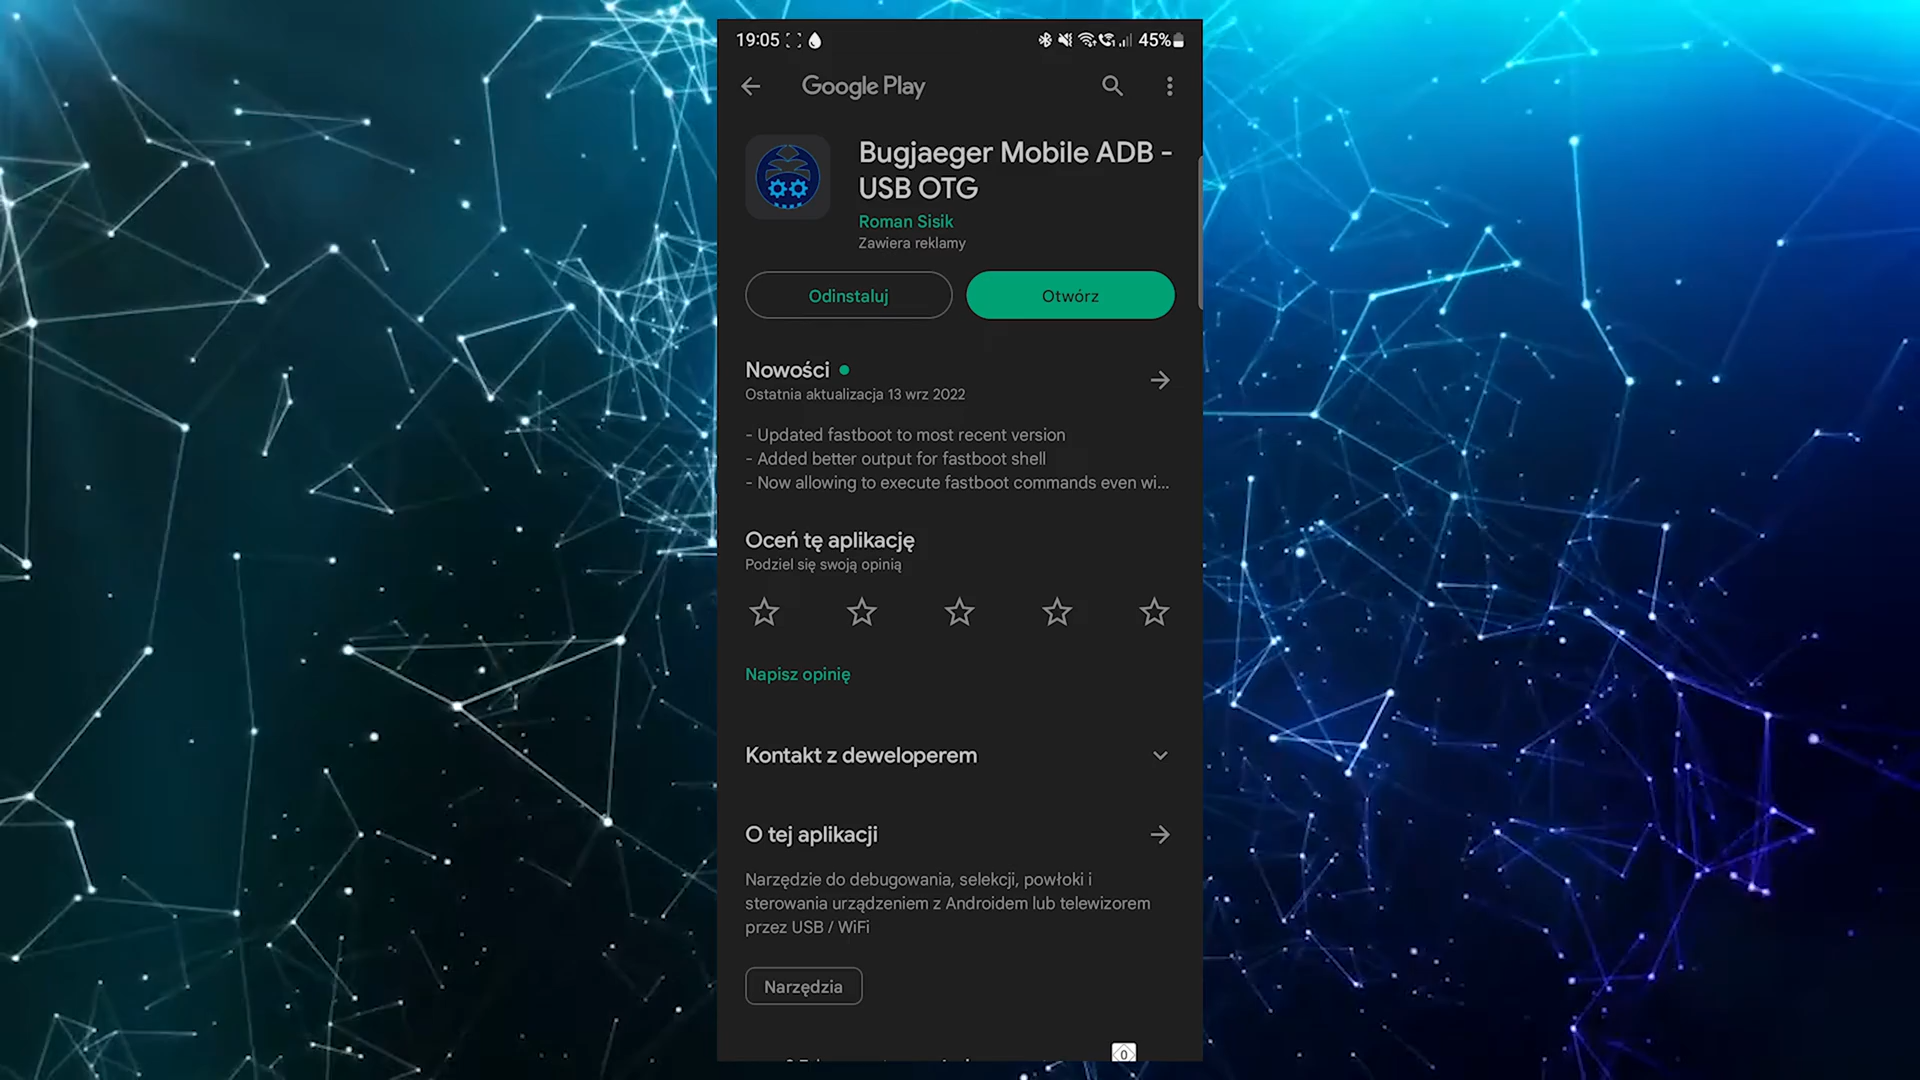 19:05
45%
Google Play
Bugjaeger Mobile ADB -
USB OTG
Roman Sisik
Zawiera reklamy
Odinstaluj
Otwórz
Nowości
Ostatnia aktualizacja 13 wrz 2022
- Updated fastboot to most recent version
- Added better output for fastboot shell
- Now allowing to execute fastboot commands even wi...
Oceń tę aplikację
Podziel się swoją opinią
Napisz opinię
Kontakt z deweloperem
O tej aplikacji
Narzędzie do debugowania, selekcji, powłoki i
sterowania urządzeniem z Androidem lub telewizorem
przez USB / WiFi
Narzędzia
0